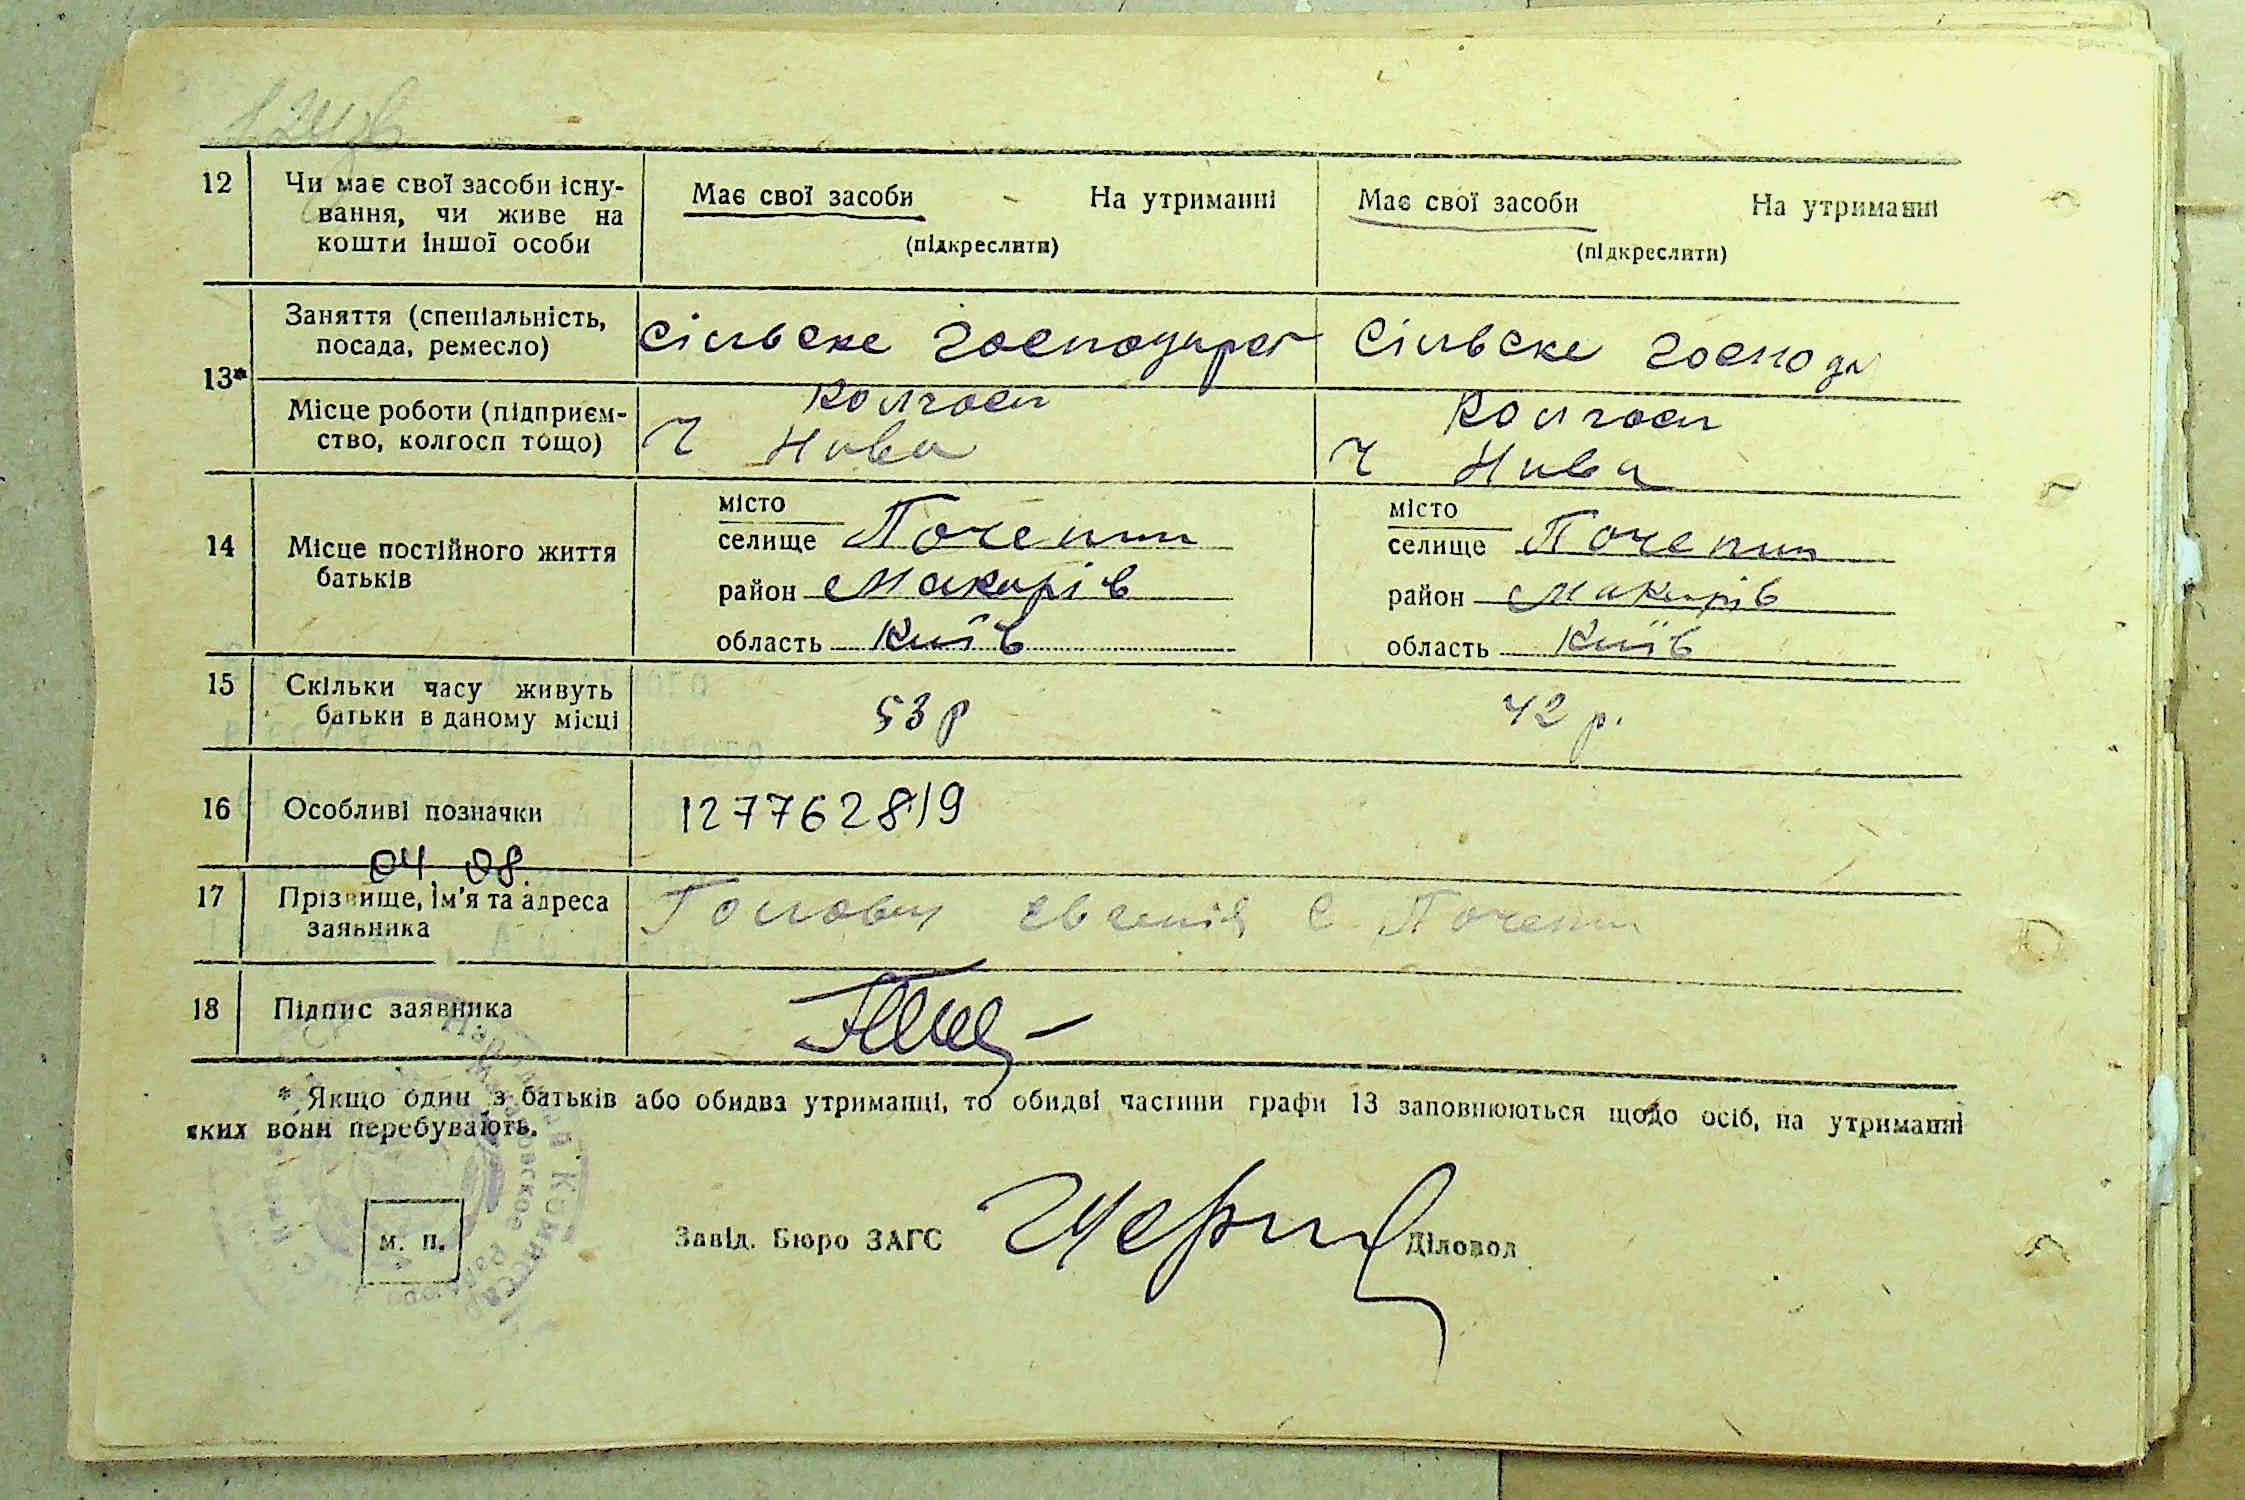 12 Чи має свої засоби існу-
вання, чи живе на
кошти іншої особи
Має свої засоби На утриманні
(підкреслити)
Має свої засоби На утриманні
(підкреслити)
13*
Заняття (спеціальність,
посада, ремесло)
Сільске господарст
Сільске господ
Місце роботи (підприєм-
ство, колгосп тощо)
Колгосп
Ч Нива
Колгосп
Ч Нива
14 Місце постійного життя
батьків
місто
селище Почепин
район Макарів
область Київ
місто
селище Почепин
район Макарів
область Київ
15 Скільки часу живуть
батьки в даному місці
53 р
42 р.
16 Особливі позначки
127762819
04 08
17 Прізвище, ім'я та адреса
заявника
Євгенія С Почепин
18 Підпис заявника
* Якщо один з батьків або обидва утриманці, то обидві частини графи 13 заповнюються щодо осіб, на утриманні
яких вони перебувають.
м. п.
Завід. Бюро ЗАГС
Діловод